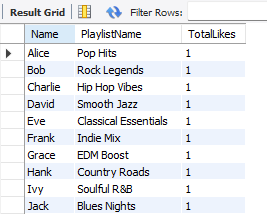 Result Grid Filter Rows:
Name PlaylistName TotalLikes
Alice Pop Hits 1
Bob Rock Legends 1
Charlie Hip Hop Vibes 1
David Smooth Jazz 1
Eve Classical Essentials 1
Frank Indie Mix 1
Grace EDM Boost 1
Hank Country Roads 1
Ivy Soulful R&B 1
Jack Blues Nights 1